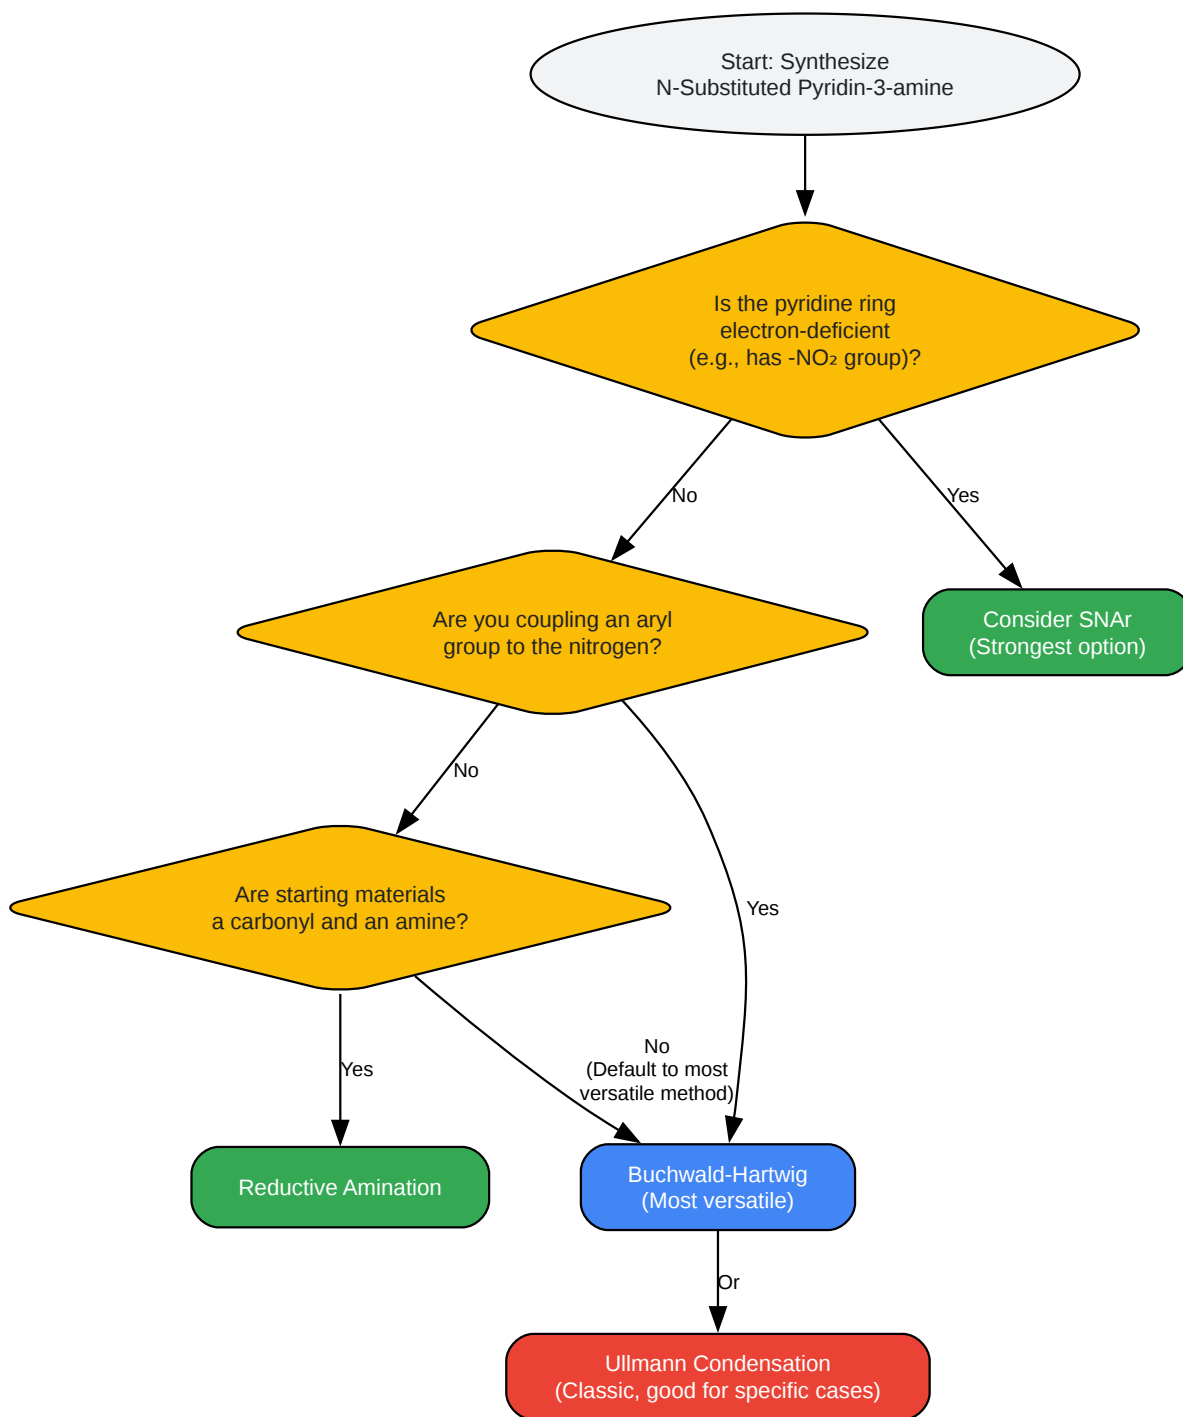 Start: Synthesize
N-Substituted Pyridin-3-amine
Is the pyridine ring
electron-deficient
(e.g., has -NO₂ group)?
No
Yes
Are you coupling an aryl
group to the nitrogen?
Consider SNAr
(Strongest option)
No
Yes
Are starting materials
a carbonyl and an amine?
Yes
No
(Default to most
versatile method)
Reductive Amination
Buchwald-Hartwig
(Most versatile)
Or
Ullmann Condensation
(Classic, good for specific cases)